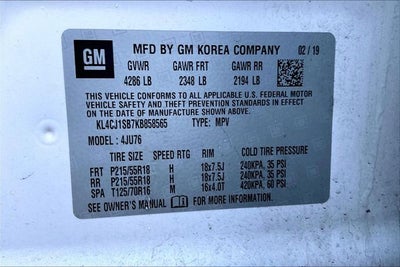 GM MFD BY GM KOREA COMPANY 02 / 19
GVWR GAWR FRT GAWR RR
4286 LB 2348 LB 2194 LB
THIS VEHICLE CONFORMS TO ALL APPLICABLE U.S. FEDERAL MOTOR
VEHICLE SAFETY AND THEFT PREVENTION STANDARDS IN EFFECT
ON THE DATE OF MANUFACTURE SHOWN ABOVE.
KL4CJ1SB7KB858565 TYPE: MPV
MODEL: 4JU76
TIRE SIZE SPEED RTG RIM COLD TIRE PRESSURE
FRT P215/55R18 H 18x7.5J 240KPA, 35 PSI
RR P215/55R18 H 18x7.5J 240KPA, 35 PSI
SPA T125/70R16 M 16x4.0T 420KPA, 60 PSI
SEE OWNER'S MANUAL FOR MORE INFORMATION.